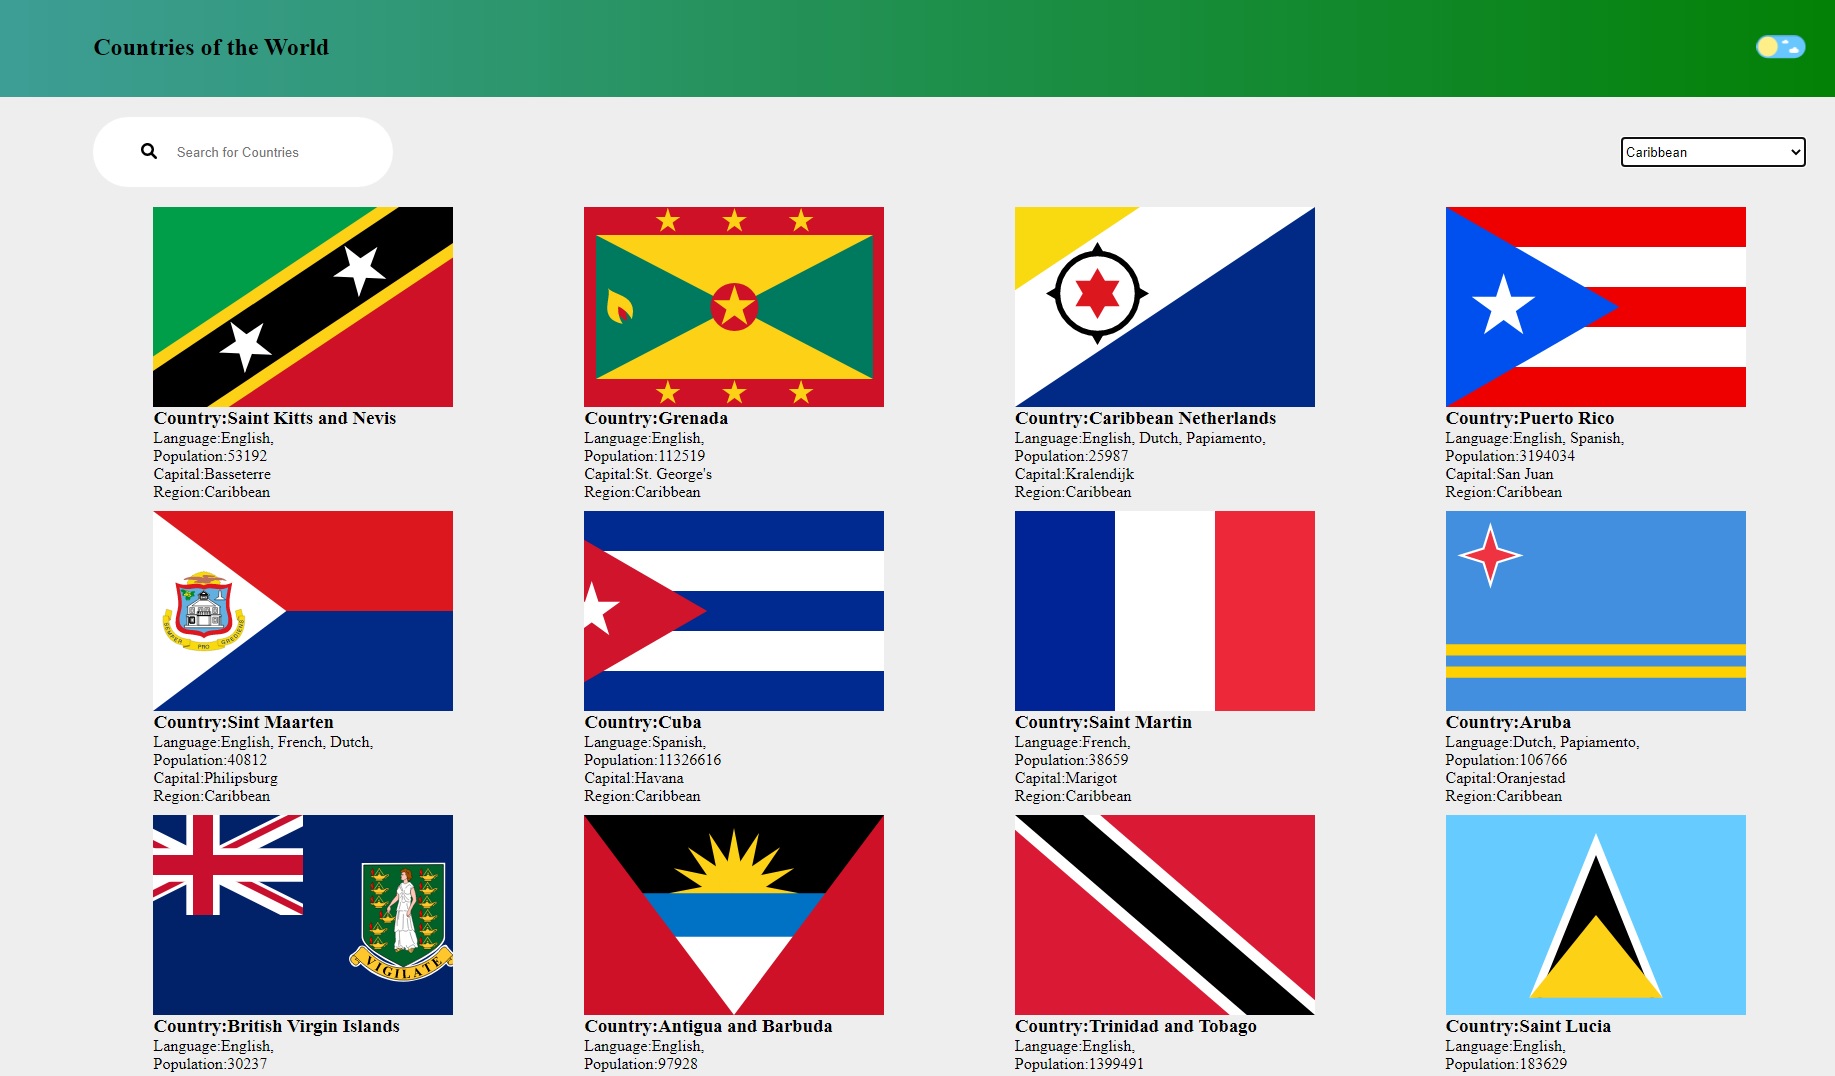 Countries of the World
Search for Countries
Caribbean
Country:Saint Kitts and Nevis
Language:English,
Population:53192
Capital:Basseterre
Region:Caribbean
Country:Grenada
Language:English,
Population:112519
Capital:St. George's
Region:Caribbean
Country:Caribbean Netherlands
Language:English, Dutch, Papiamento,
Population:25987
Capital:Kralendijk
Region:Caribbean
Country:Puerto Rico
Language:English, Spanish,
Population:3194034
Capital:San Juan
Region:Caribbean
SEMPER PRO GREDIENS
Country:Sint Maarten
Language:English, French, Dutch,
Population:40812
Capital:Philipsburg
Region:Caribbean
Country:Cuba
Language:Spanish,
Population:11326616
Capital:Havana
Region:Caribbean
Country:Saint Martin
Language:French,
Population:38659
Capital:Marigot
Region:Caribbean
Country:Aruba
Language:Dutch, Papiamento,
Population:106766
Capital:Oranjestad
Region:Caribbean
VIGILATE
Country:British Virgin Islands
Language:English,
Population:30237
Country:Antigua and Barbuda
Language:English,
Population:97928
Country:Trinidad and Tobago
Language:English,
Population:1399491
Country:Saint Lucia
Language:English,
Population:183629